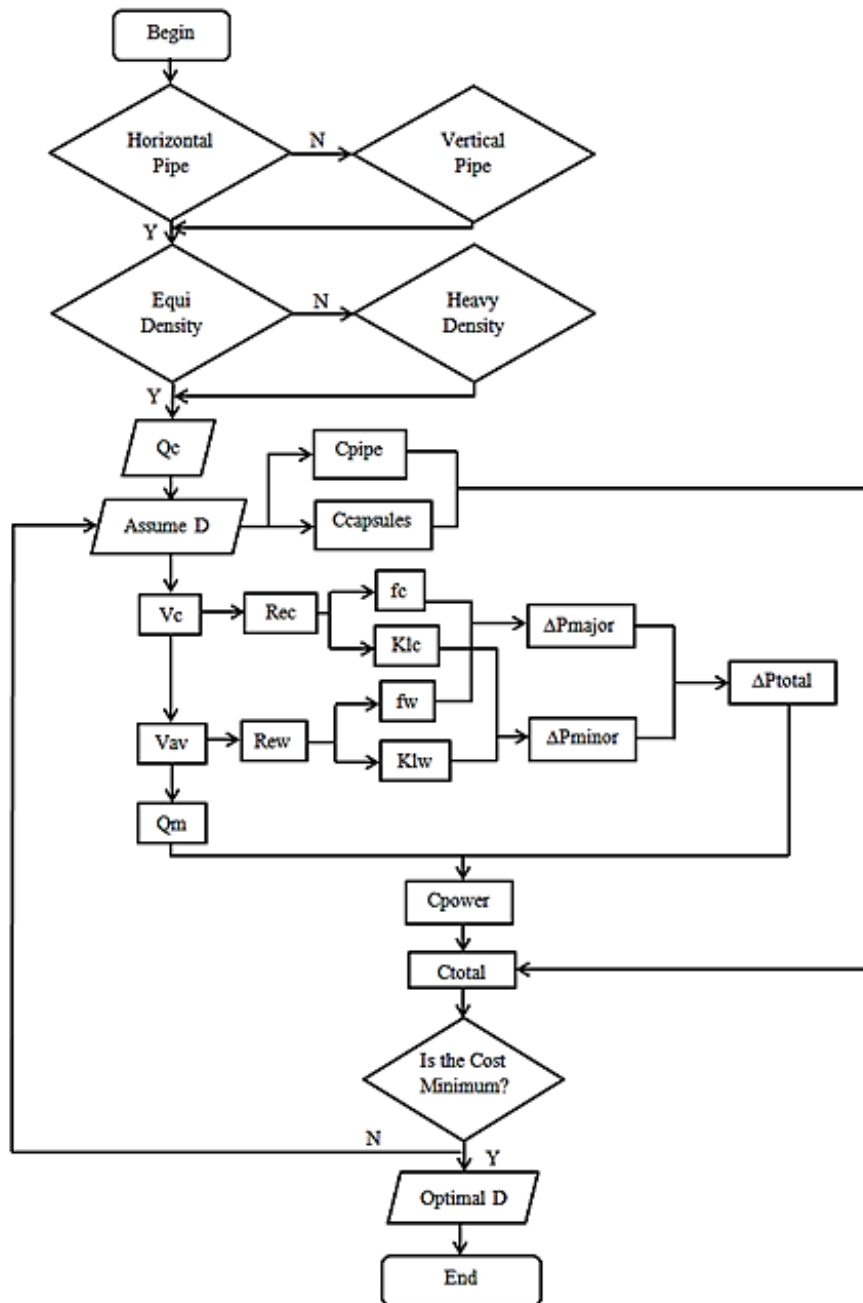 Begin
Horizontal
Pipe
N
Vertical
Pipe
Y
Equi
Density
N
Heavy
Density
Y
Qc
Cpipe
Assume D
Ccapsules
Vc
Rec
fc
Klc
ΔPmajor
ΔPtotal
Vav
Rew
fw
Klw
ΔPminor
Qm
Cpower
Ctotal
Is the Cost
Minimum?
N
Y
Optimal D
End